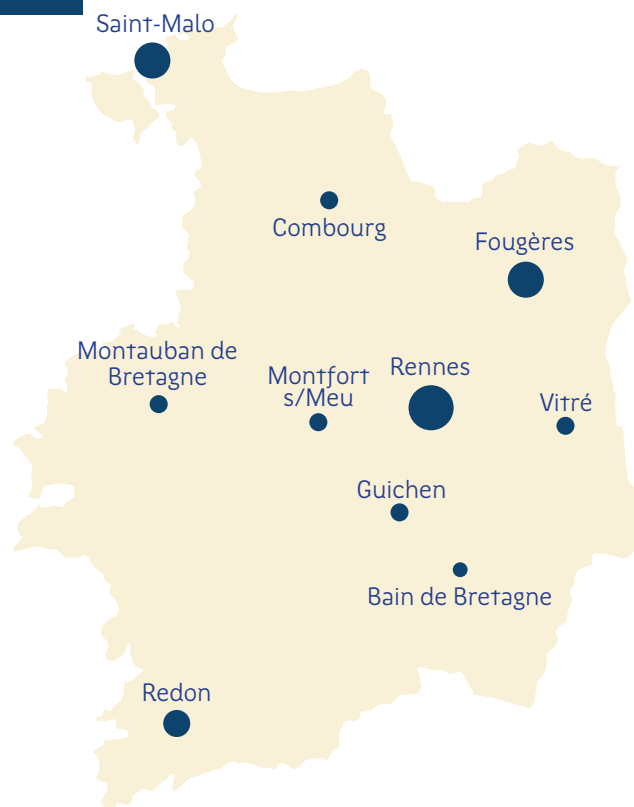 Saint-Malo
Combourg
Fougères
Montauban de
Bretagne
Montfort
s/Meu
Rennes
Vitré
Guichen
Bain de Bretagne
Redon